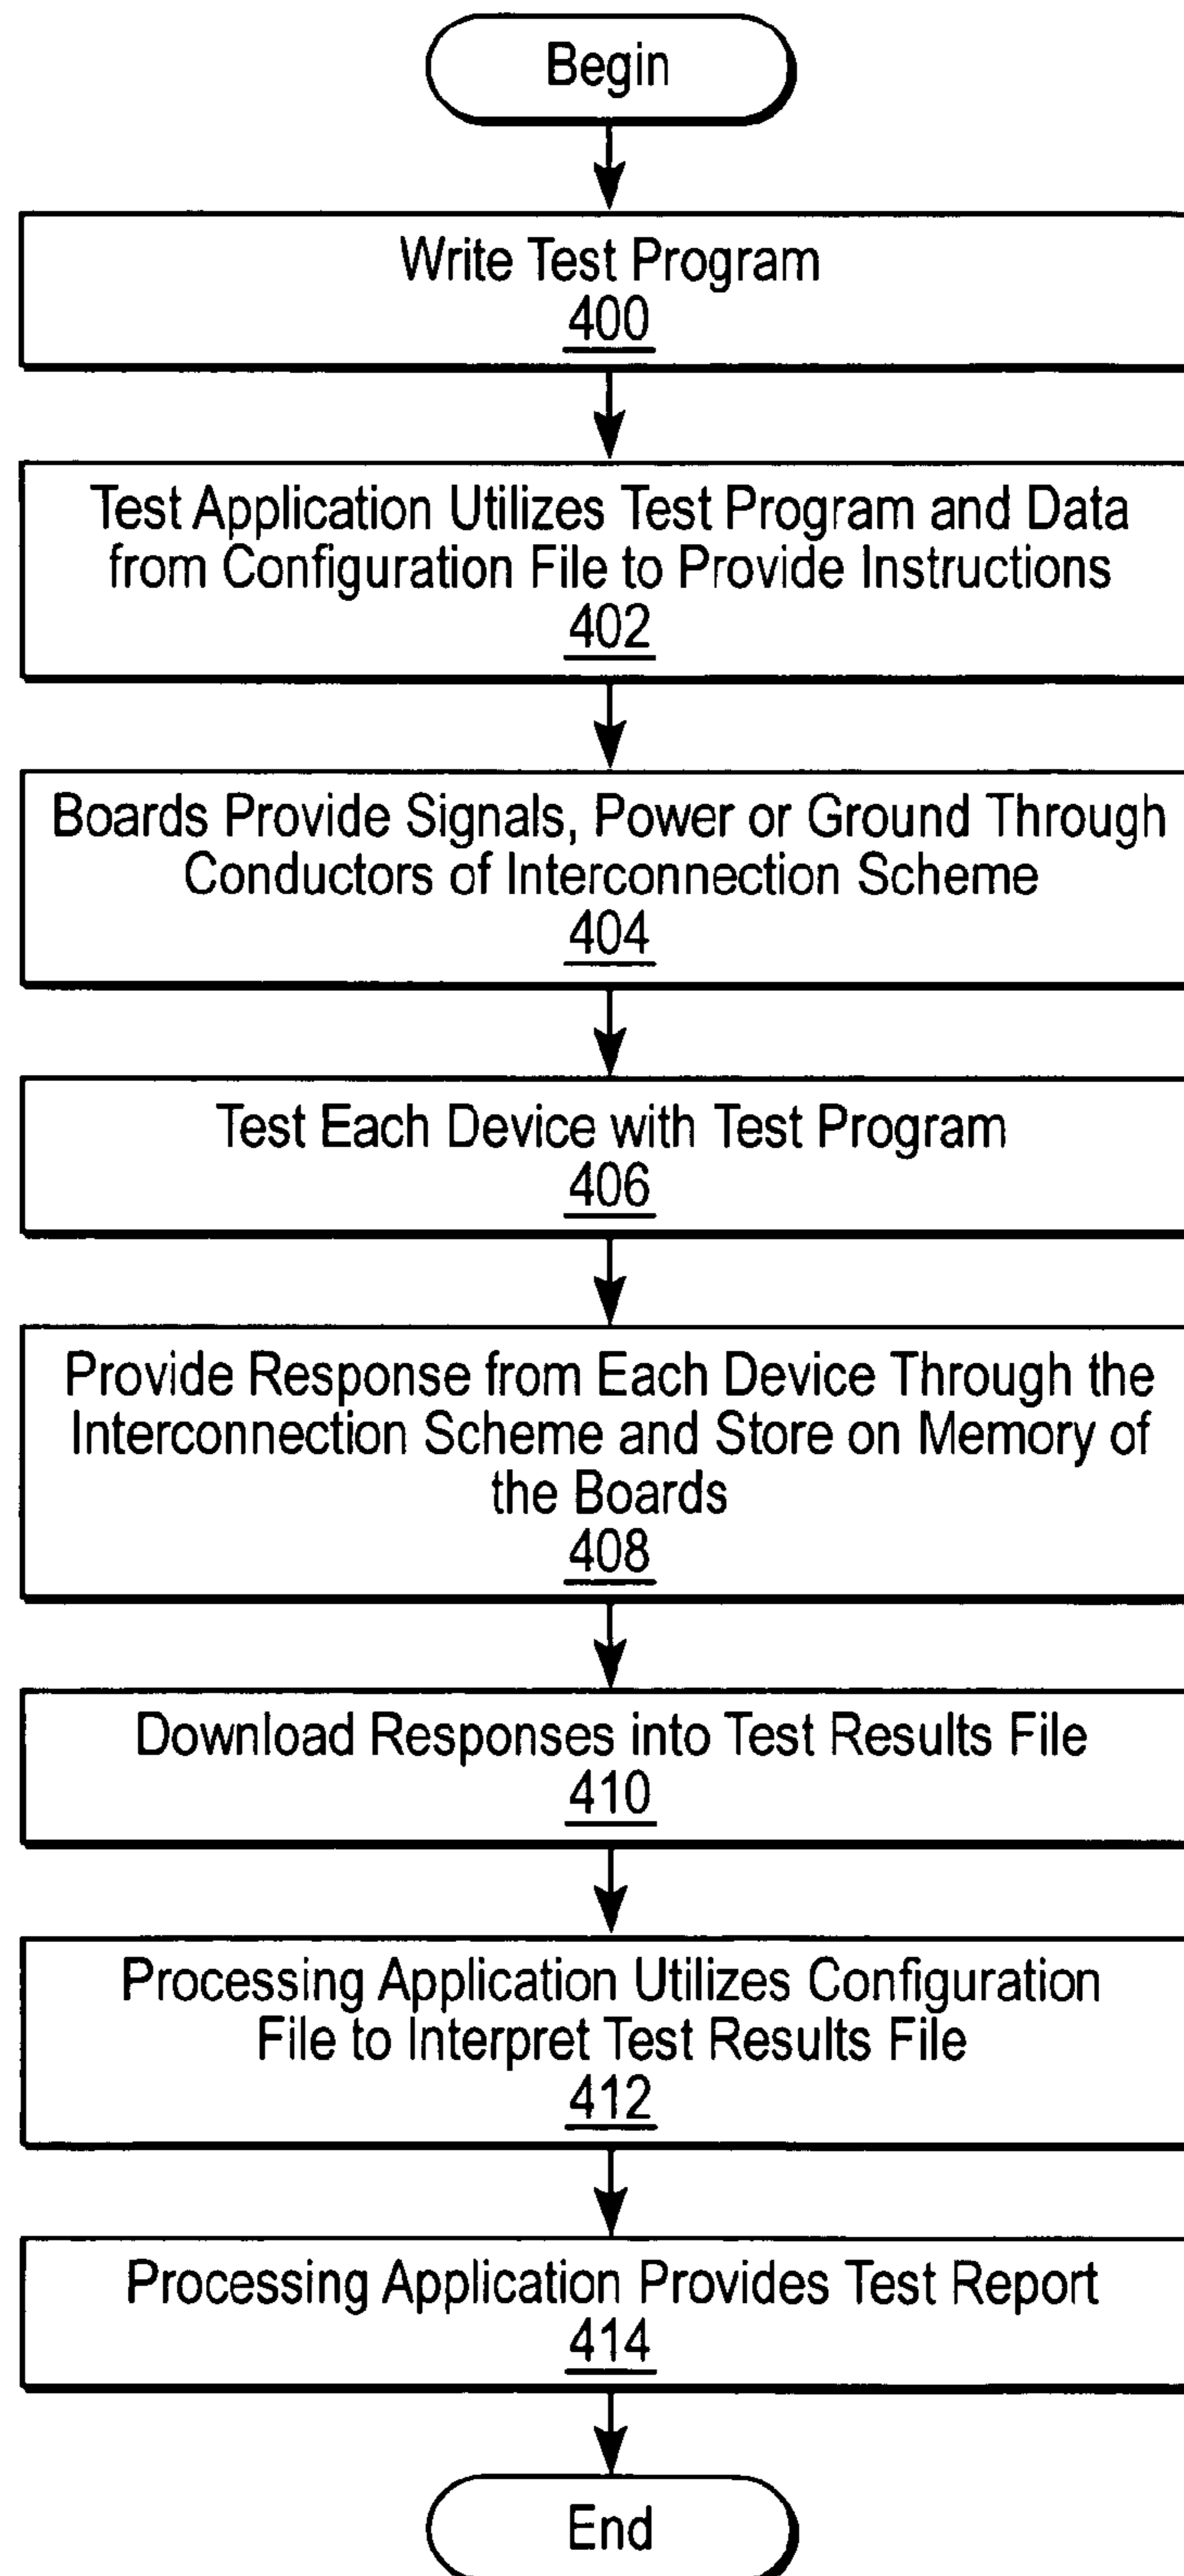 Begin
Write Test Program
400
Test Application Utilizes Test Program and Data
from Configuration File to Provide Instructions
402
Boards Provide Signals, Power or Ground Through
Conductors of Interconnection Scheme
404
Test Each Device with Test Program
406
Provide Response from Each Device Through the
Interconnection Scheme and Store on Memory of
the Boards
408
Download Responses into Test Results File
410
Processing Application Utilizes Configuration
File to Interpret Test Results File
412
Processing Application Provides Test Report
414
End